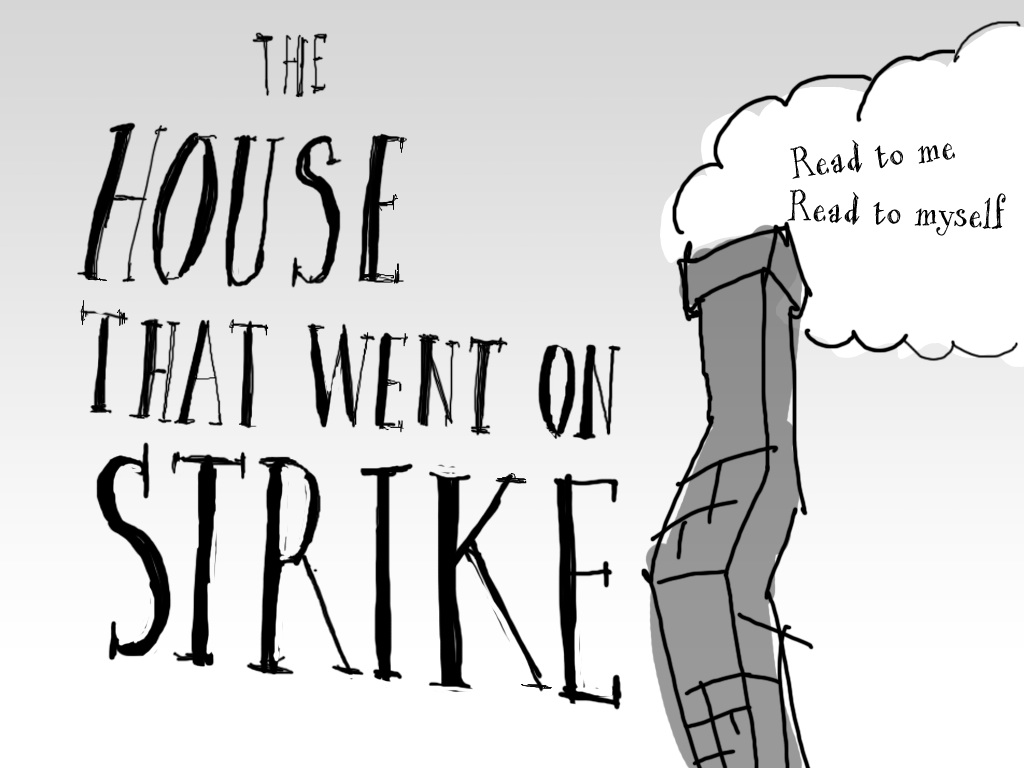 THE
HOUSE
THAT WENT ON
STRIKE
Read to me
Read to myself